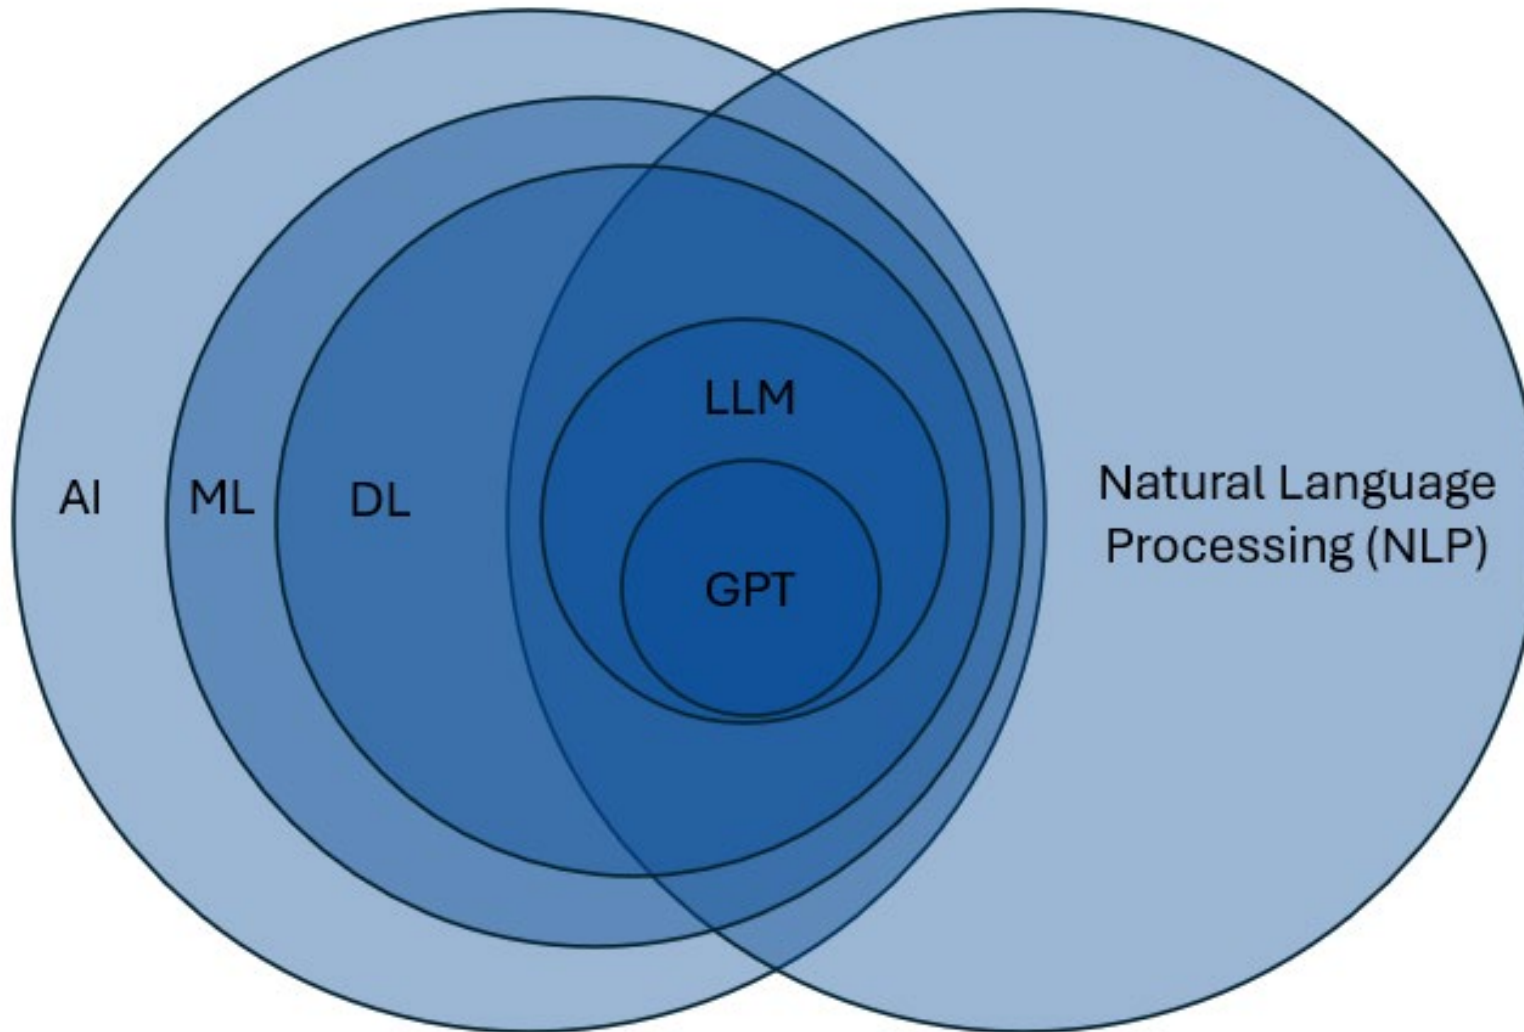 LLM
AI
ML
DL
Natural Language
Processing (NLP)
GPT